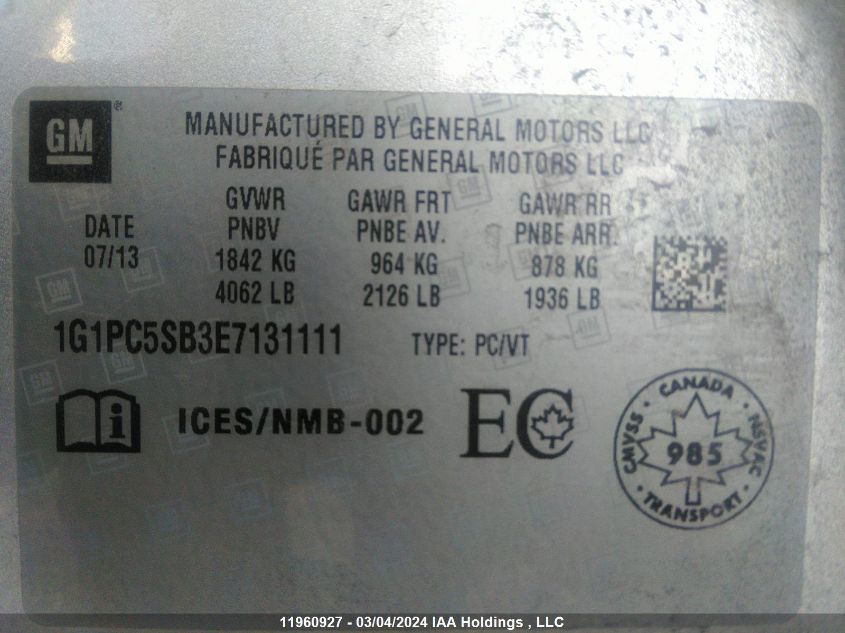 GM®
MANUFACTURED BY GENERAL MOTORS LLC
FABRIQUÉ PAR GENERAL MOTORS LLC
DATE
07/13
GVWR
PNBV
1842 KG
4062 LB
GAWR FRT
PNBE AV.
964 KG
2126 LB
GAWR RR
PNBE ARR.
878 KG
1936 LB
1G1PC5SB3E7131111
TYPE: PC/VT
i
ICES/NMB-002
EC
CANADA
CMVSS · NSVAC
985
TRANSPORT
11960927 - 03/04/2024 IAA Holdings , LLC